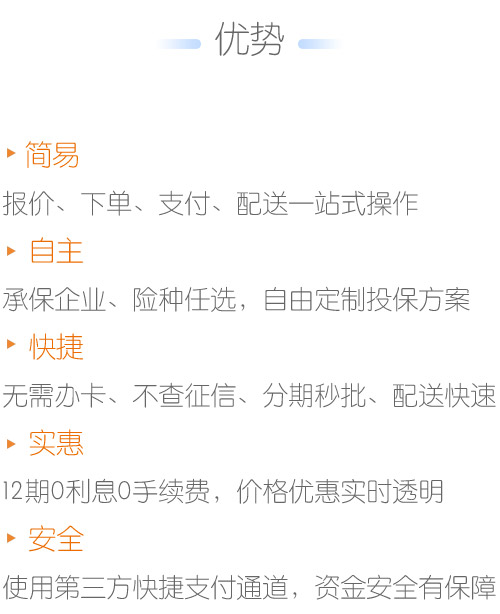 优势
简易
报价、下单、支付、配送一站式操作
自主
承保企业、险种任选，自由定制投保方案
快捷
无需办卡、不查征信、分期秒批、配送快速
实惠
12期0利息0手续费，价格优惠实时透明
安全
使用第三方快捷支付通道，资金安全有保障